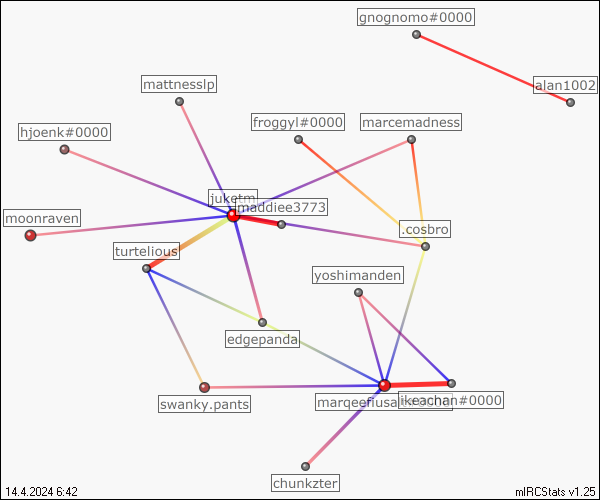 gnognomo#0000
alan1002
mattnesslp
froggyl#0000
marcemadness
hjoenk#0000
juketm
maddiee3773
moonraven
.cosbro
turtelious
yoshimanden
edgepanda
ikeachan#0000
swanky.pants
chunkzter
14.4.2024 6:42
mIRCStats v1.25